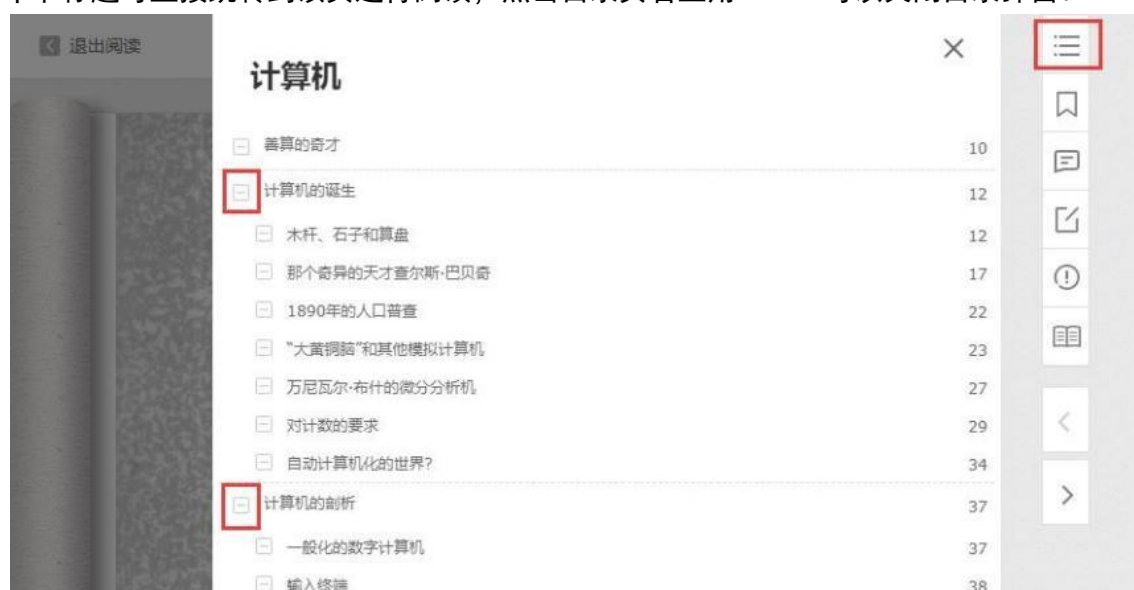 退出阅读
计算机
善算的奇才 10
计算机的诞生 12
木杆、石子和算盘 12
那个奇异的天才查尔斯·巴贝奇 17
1890年的人口普查 22
“大黄铜脑”和其他模拟计算机 23
万尼瓦尔·布什的微分分析机 27
对计数的要求 29
自动计算机化的世界? 34
计算机的剖析 37
一般化的数字计算机 37
输入终端 38